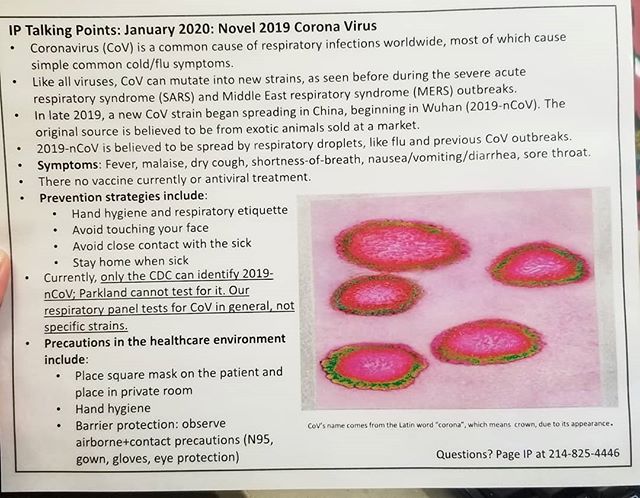 IP Talking Points: January 2020: Novel 2019 Corona Virus
• Coronavirus (CoV) is a common cause of respiratory infections worldwide, most of which cause
simple common cold/flu symptoms.
• Like all viruses, CoV can mutate into new strains, as seen before during the severe acute
respiratory syndrome (SARS) and Middle East respiratory syndrome (MERS) outbreaks.
• In late 2019, a new CoV strain began spreading in China, beginning in Wuhan (2019-nCoV). The
original source is believed to be from exotic animals sold at a market.
• 2019-nCoV is believed to be spread by respiratory droplets, like flu and previous CoV outbreaks.
• Symptoms: Fever, malaise, dry cough, shortness-of-breath, nausea/vomiting/diarrhea, sore throat.
• There no vaccine currently or antiviral treatment.
• Prevention strategies include:
• Hand hygiene and respiratory etiquette
• Avoid touching your face
• Avoid close contact with the sick
• Stay home when sick
• Currently, only the CDC can identify 2019-
nCoV; Parkland cannot test for it. Our
respiratory panel tests for CoV in general, not
specific strains.
• Precautions in the healthcare environment
include:
• Place square mask on the patient and
place in private room
• Hand hygiene
• Barrier protection: observe
airborne+contact precautions (N95,
gown, gloves, eye protection)
CoV's name comes from the Latin word "corona", which means crown, due to its appearance.
Questions? Page IP at 214-825-4446